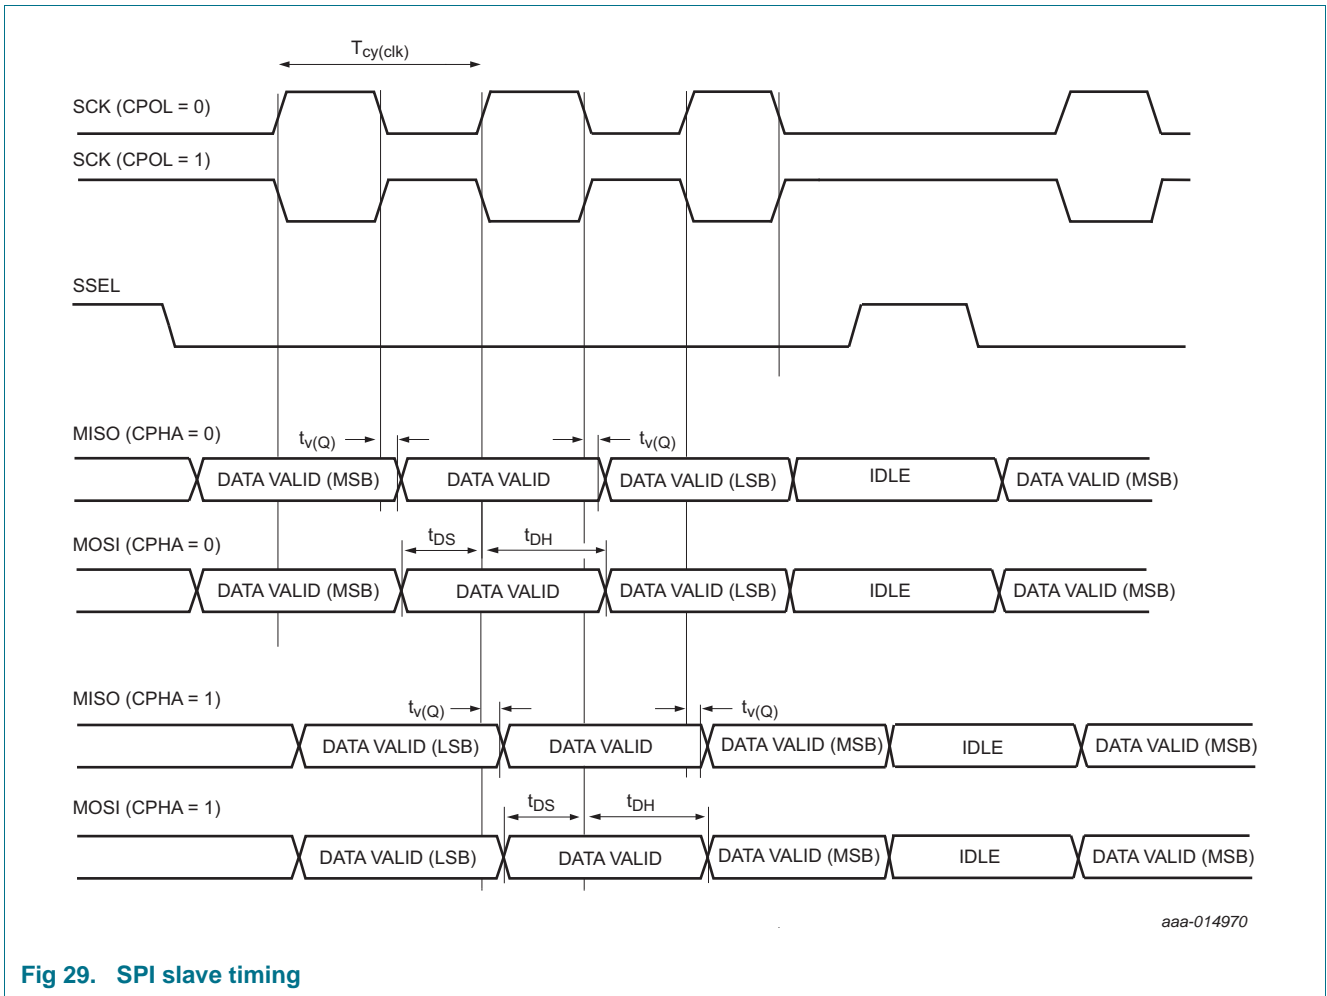 Tcy(clk)
SCK (CPOL = 0)
SCK (CPOL = 1)
SSEL
MISO (CPHA = 0)
tv(Q) tv(Q)
DATA VALID (MSB) DATA VALID DATA VALID (LSB) IDLE DATA VALID (MSB)
MOSI (CPHA = 0)
tDS tDH
DATA VALID (MSB) DATA VALID DATA VALID (LSB) IDLE DATA VALID (MSB)
MISO (CPHA = 1)
tv(Q) tv(Q)
DATA VALID (LSB) DATA VALID DATA VALID (MSB) IDLE DATA VALID (MSB)
MOSI (CPHA = 1)
tDS tDH
DATA VALID (LSB) DATA VALID DATA VALID (MSB) IDLE DATA VALID (MSB)
aaa-014970
Fig 29. SPI slave timing